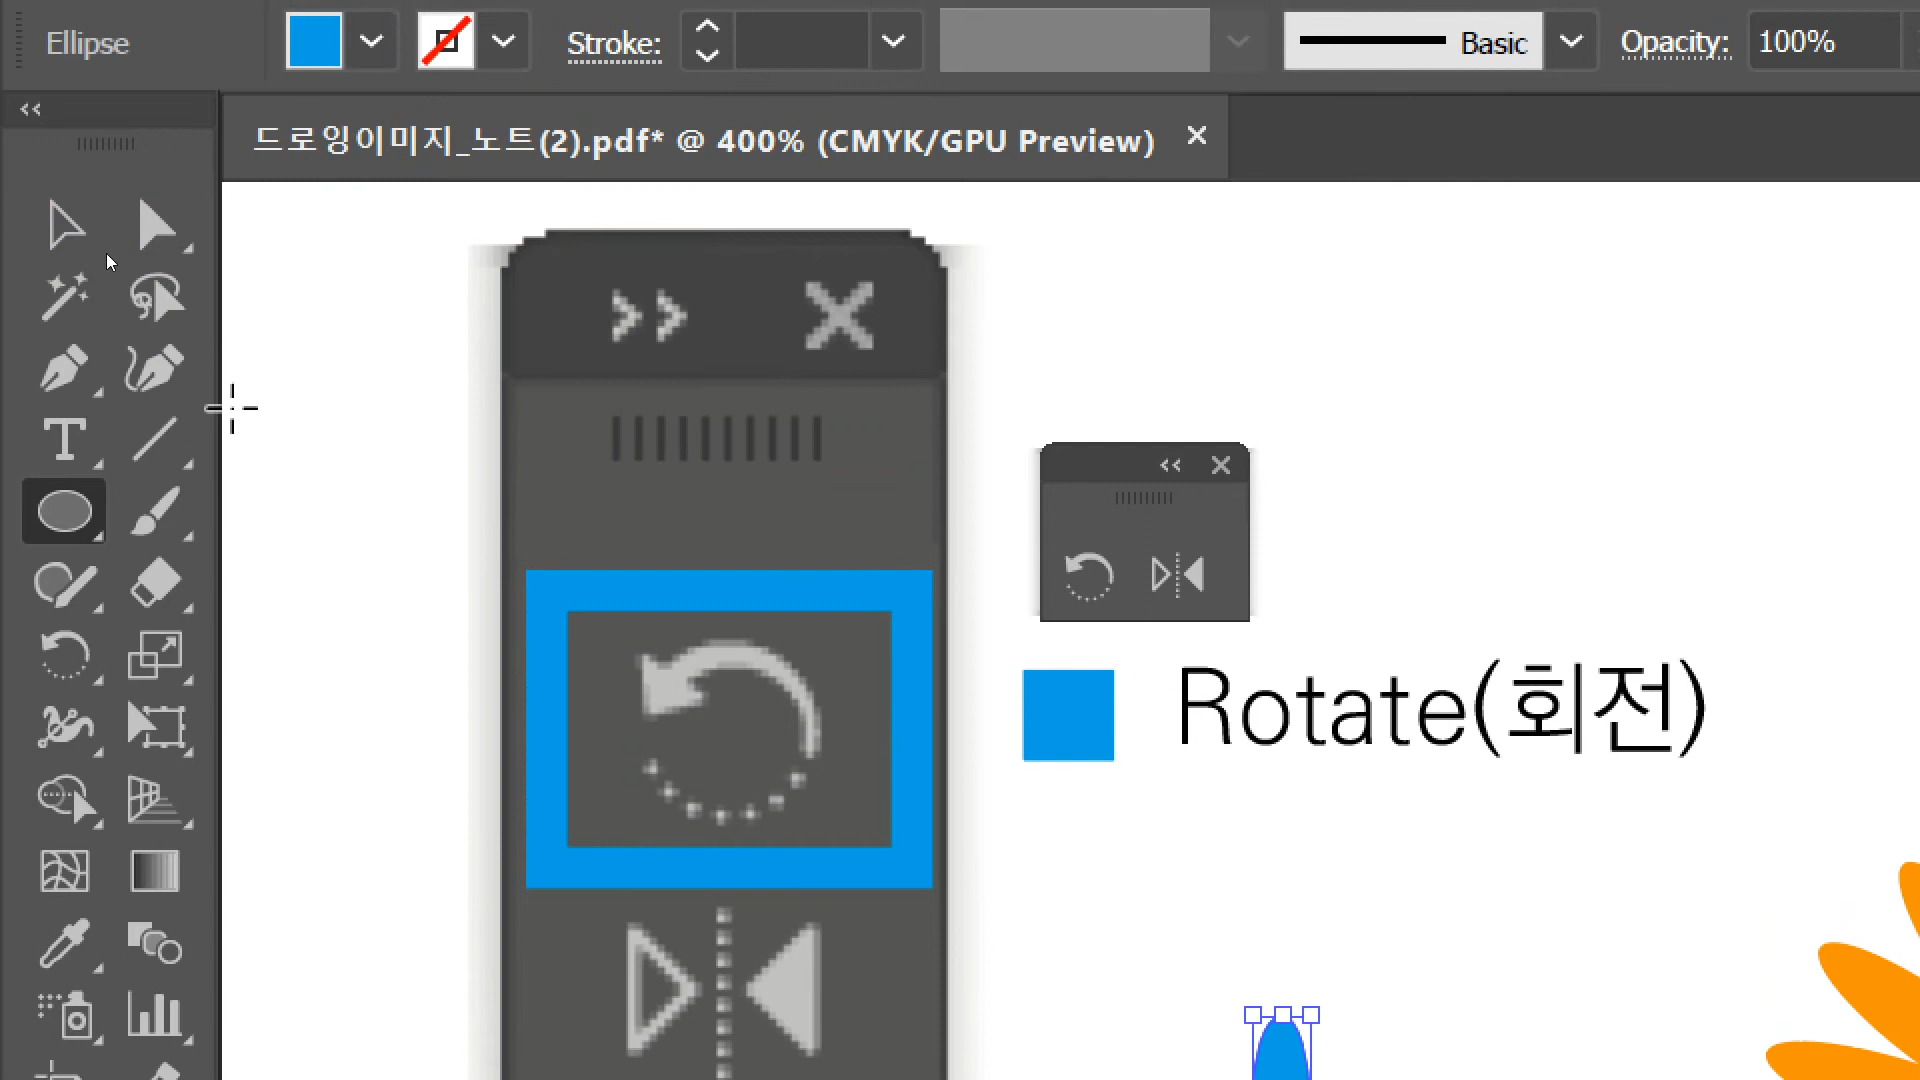 Ellipse
Stroke:
Basic
Opacity:
100%
드로잉이미지_노트(2).pdf* @ 400% (CMYK/GPU Preview)
Rotate(회전)